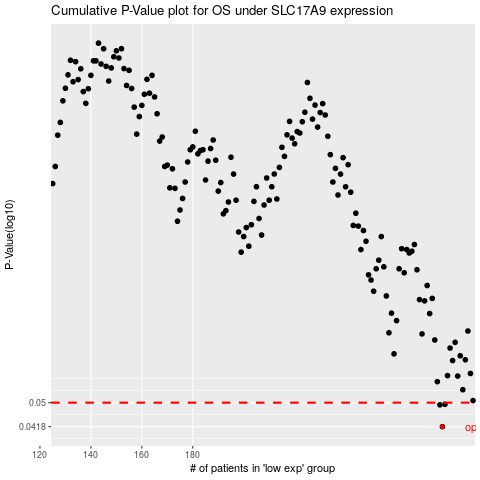 Cumulative P-Value plot for OS under SLC17A9 expression
P-Value(log10)
0.05
0.0418
op
120 140 160 180
# of patients in 'low exp' group